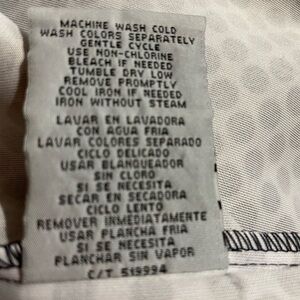 MACHINE WASH COLD
WASH COLORS SEPARATELY
GENTLE CYCLE
USE NON-CHLORINE
BLEACH IF NEEDED
TUMBLE DRY LOW
REMOVE PROMPTLY
COOL IRON IF NEEDED
IRON WITHOUT STEAM
LAVAR EN LAVADORA
CON AGUA FRIA
LAVAR COLORES SEPARADO
CICLO DELICADO
USAR BLANQUEADOR
SIN CLORO
SI SE NECESITA
SECAR EN SECADORA
CICLO LENTO
REMOVER INMEDIATAMENTE
USAR PLANCHA FRIA
SI SE NECESITA
PLANCHAR SIN VAPOR
C/T 519994